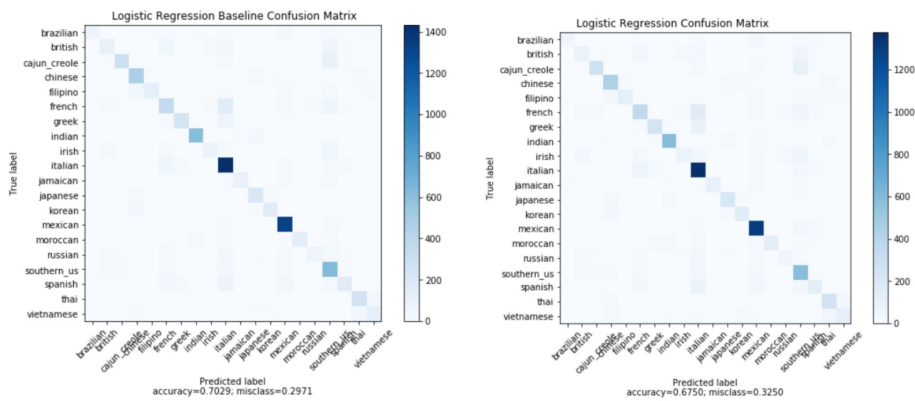 Logistic Regression Baseline Confusion Matrix
True label
brazilian
british
cajun_creole
chinese
filipino
french
greek
indian
irish
italian
jamaican
japanese
korean
mexican
moroccan
russian
southern_us
spanish
thai
vietnamese
brazilian
british
cajun_creole
chinese
filipino
french
greek
indian
irish
italian
jamaican
japanese
korean
mexican
moroccan
russian
southern_us
spanish
thai
vietnamese
Predicted label
accuracy=0.7029; misclass=0.2971
1400
1200
1000
800
600
400
200
0
Logistic Regression Confusion Matrix
True label
brazilian
british
cajun_creole
chinese
filipino
french
greek
indian
irish
italian
jamaican
japanese
korean
mexican
moroccan
russian
southern_us
spanish
thai
vietnamese
brazilian
british
cajun_creole
chinese
filipino
french
greek
indian
irish
italian
jamaican
japanese
korean
mexican
moroccan
russian
southern_us
spanish
thai
vietnamese
Predicted label
accuracy=0.6750; misclass=0.3250
1200
1000
800
600
400
200
0